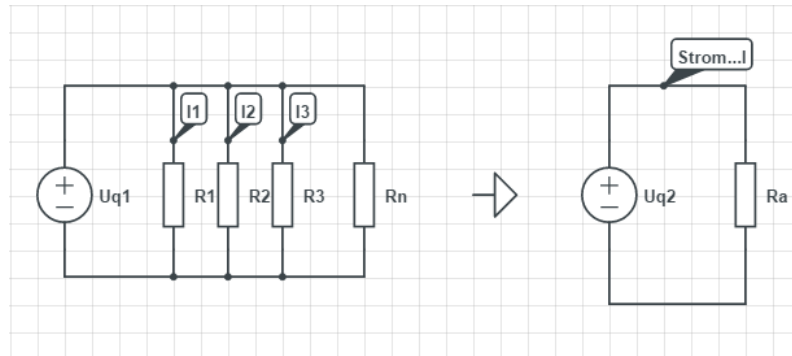 Strom...I
I1
I2
I3
+
−
Uq1
R1
R2
R3
Rn
+
−
Uq2
Ra